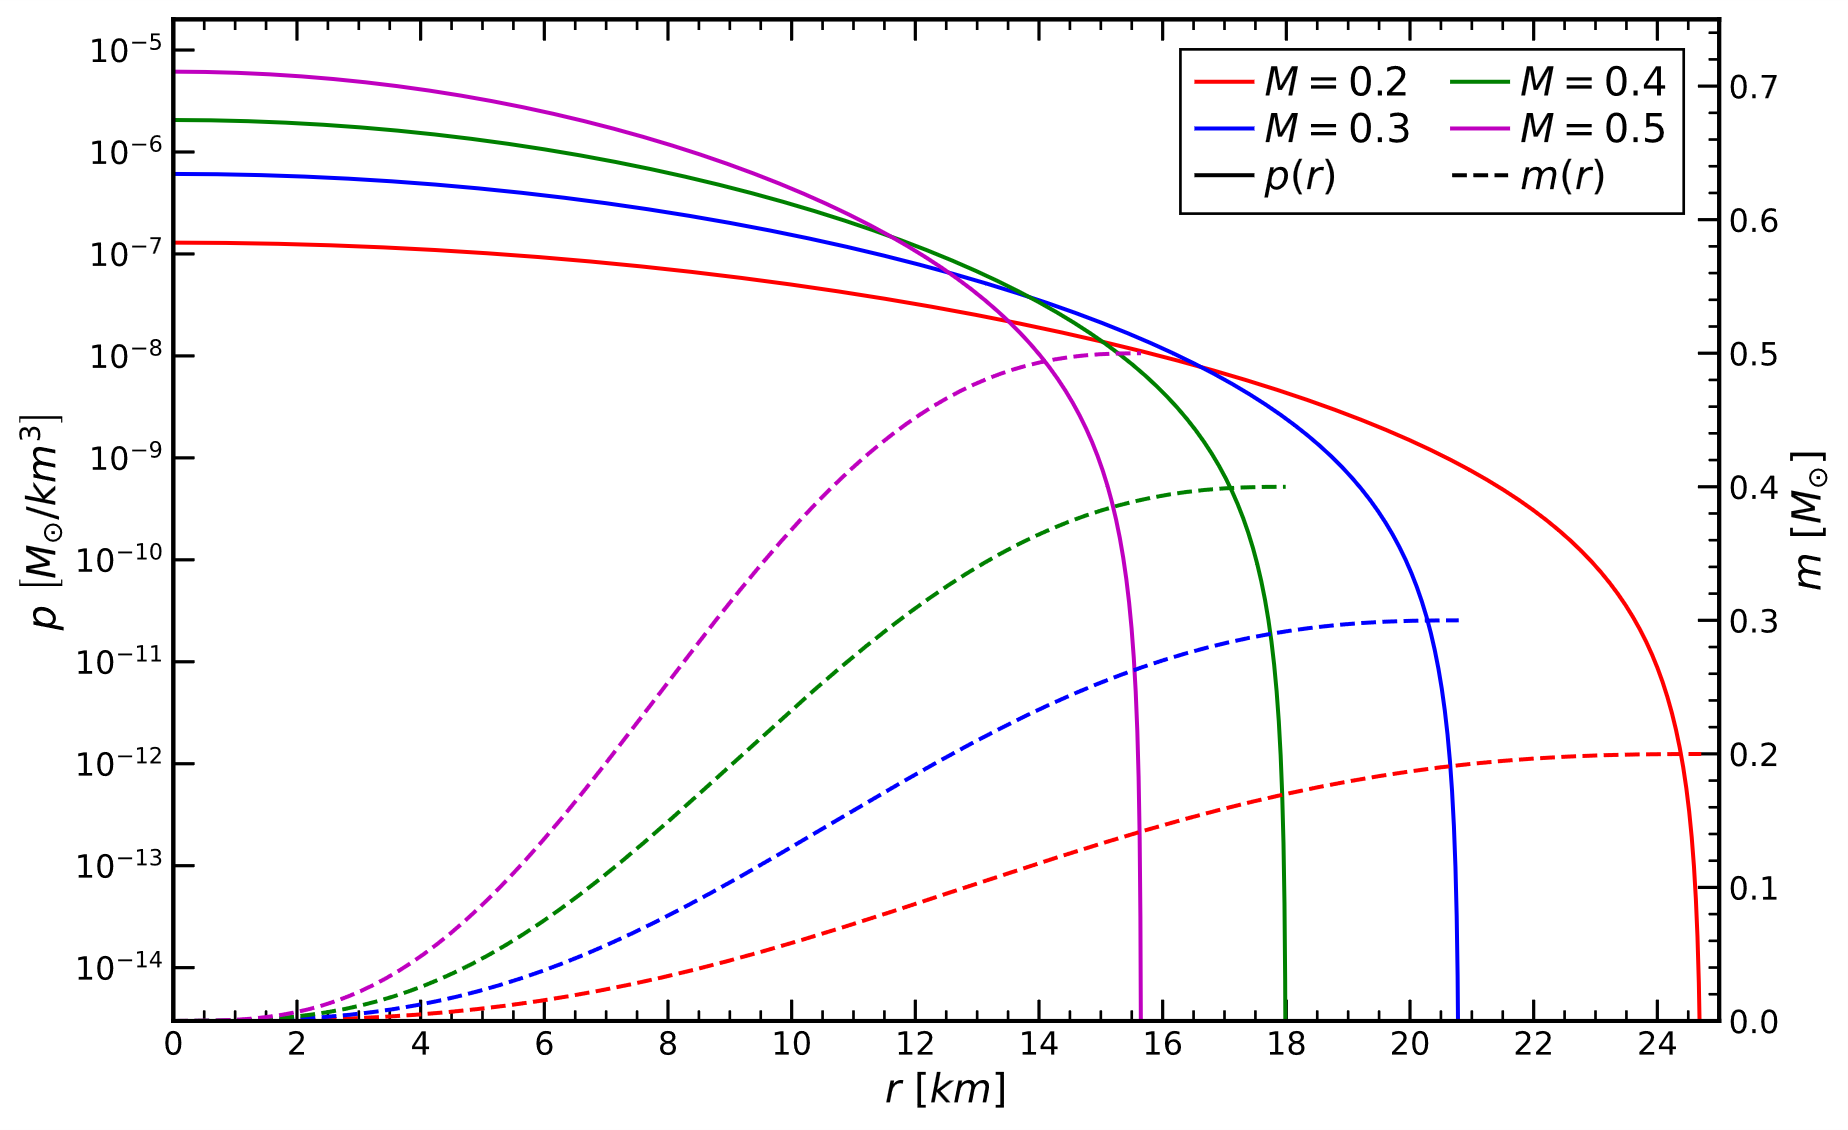 10⁻⁵
10⁻⁶
10⁻⁷
10⁻⁸
10⁻⁹
10⁻¹⁰
10⁻¹¹
10⁻¹²
10⁻¹³
10⁻¹⁴
p [M⊙/km³]
M = 0.2
M = 0.3
p(r)
M = 0.4
M = 0.5
m(r)
0.7
0.6
0.5
0.4
0.3
0.2
0.1
0.0
m [M⊙]
0 2 4 6 8 10 12 14 16 18 20 22 24
r [km]